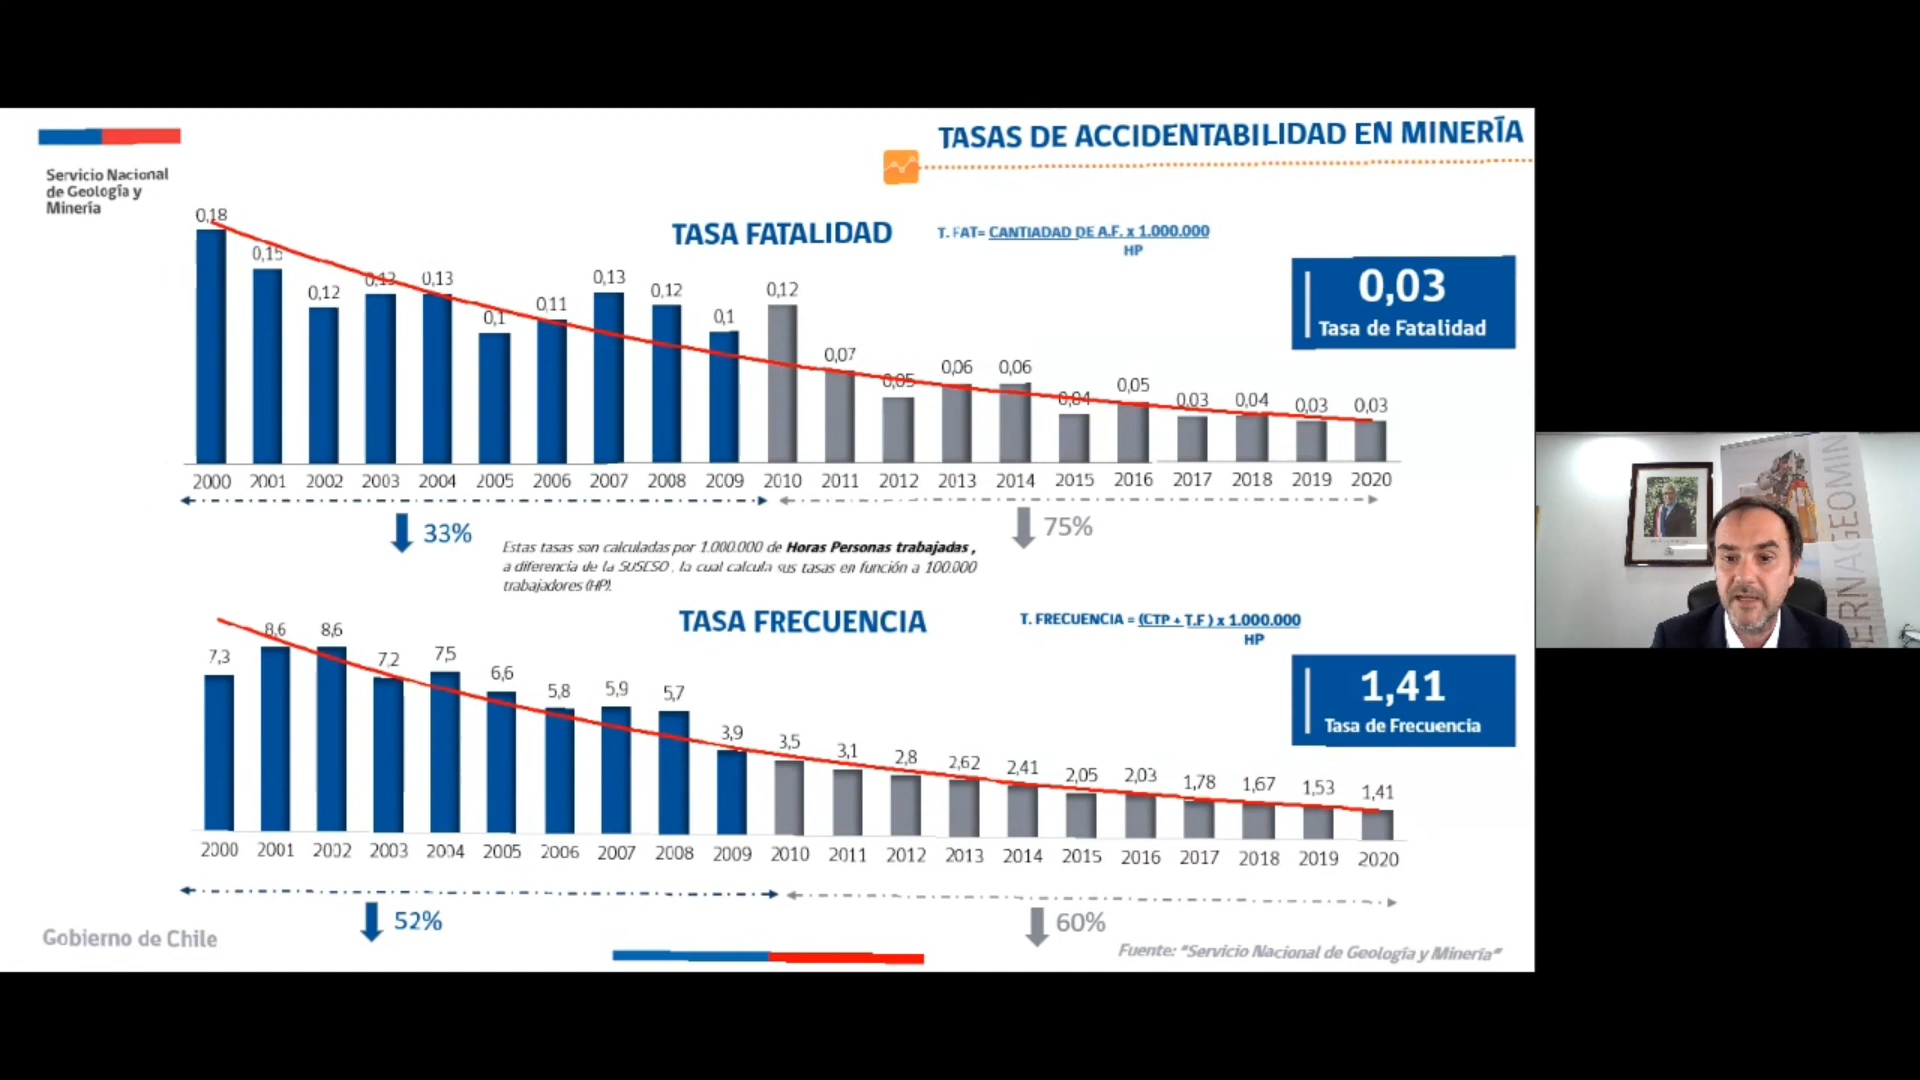 Servicio Nacional
de Geología y
Minería
TASAS DE ACCIDENTABILIDAD EN MINERÍA
TASA FATALIDAD
T. FAT= CANTIADAD DE A.F. x 1.000.000
HP
0,03
Tasa de Fatalidad
0,18
0,15
0,12
0,13
0,13
0,1
0,11
0,13
0,12
0,1
0,12
0,07
0,05
0,06
0,06
0,04
0,05
0,03
0,04
0,03
0,03
2000 2001 2002 2003 2004 2005 2006 2007 2008 2009 2010 2011 2012 2013 2014 2015 2016 2017 2018 2019 2020
33%
75%
Estas tasas son calculadas por 1.000.000 de Horas Personas trabajadas ,
a diferencia de la SUSESO , la cual calcula sus tasas en función a 100.000
trabajadores (HP).
TASA FRECUENCIA
T. FRECUENCIA = (CTP + T.F ) x 1.000.000
HP
1,41
Tasa de Frecuencia
7,3
8,6
8,6
7,2
7,5
6,6
5,8
5,9
5,7
3,9
3,5
3,1
2,8
2,62
2,41
2,05
2,03
1,78
1,67
1,53
1,41
2000 2001 2002 2003 2004 2005 2006 2007 2008 2009 2010 2011 2012 2013 2014 2015 2016 2017 2018 2019 2020
52%
60%
Gobierno de Chile
Fuente: "Servicio Nacional de Geología y Minería"
ERNAGEOMIN